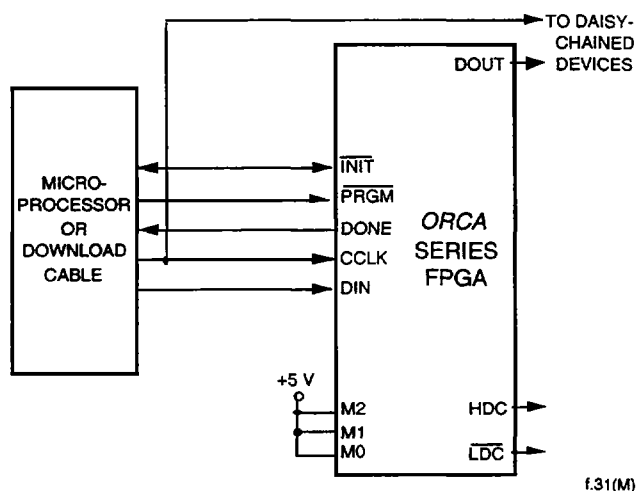 TO DAISY-
CHAINED
DEVICES
DOUT
MICRO-
PROCESSOR
OR
DOWNLOAD
CABLE
INIT
PRGM
DONE
CCLK
DIN
ORCA
SERIES
FPGA
+5 V
M2
M1
M0
HDC
LDC
f.31(M)